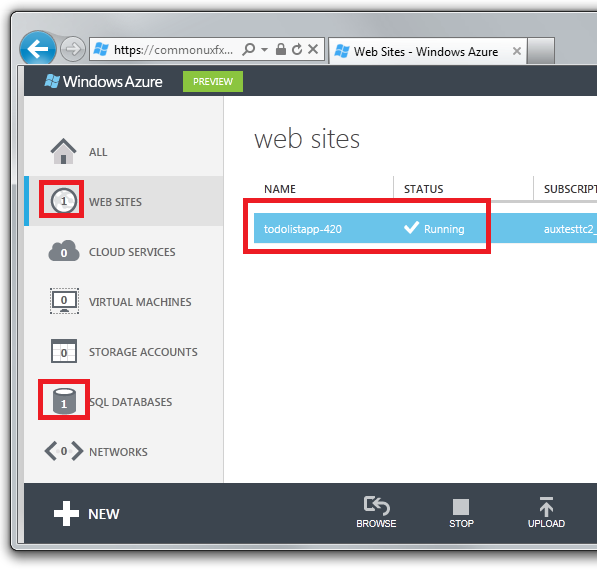 https://commonuxfx...
Web Sites - Windows Azure
Windows Azure
PREVIEW
ALL
1
WEB SITES
0
CLOUD SERVICES
0
VIRTUAL MACHINES
0
STORAGE ACCOUNTS
1
SQL DATABASES
0
NETWORKS
web sites
NAME STATUS SUBSCRIPT
todolistapp-420 Running auxtesttc2_
NEW
BROWSE
STOP
UPLOAD